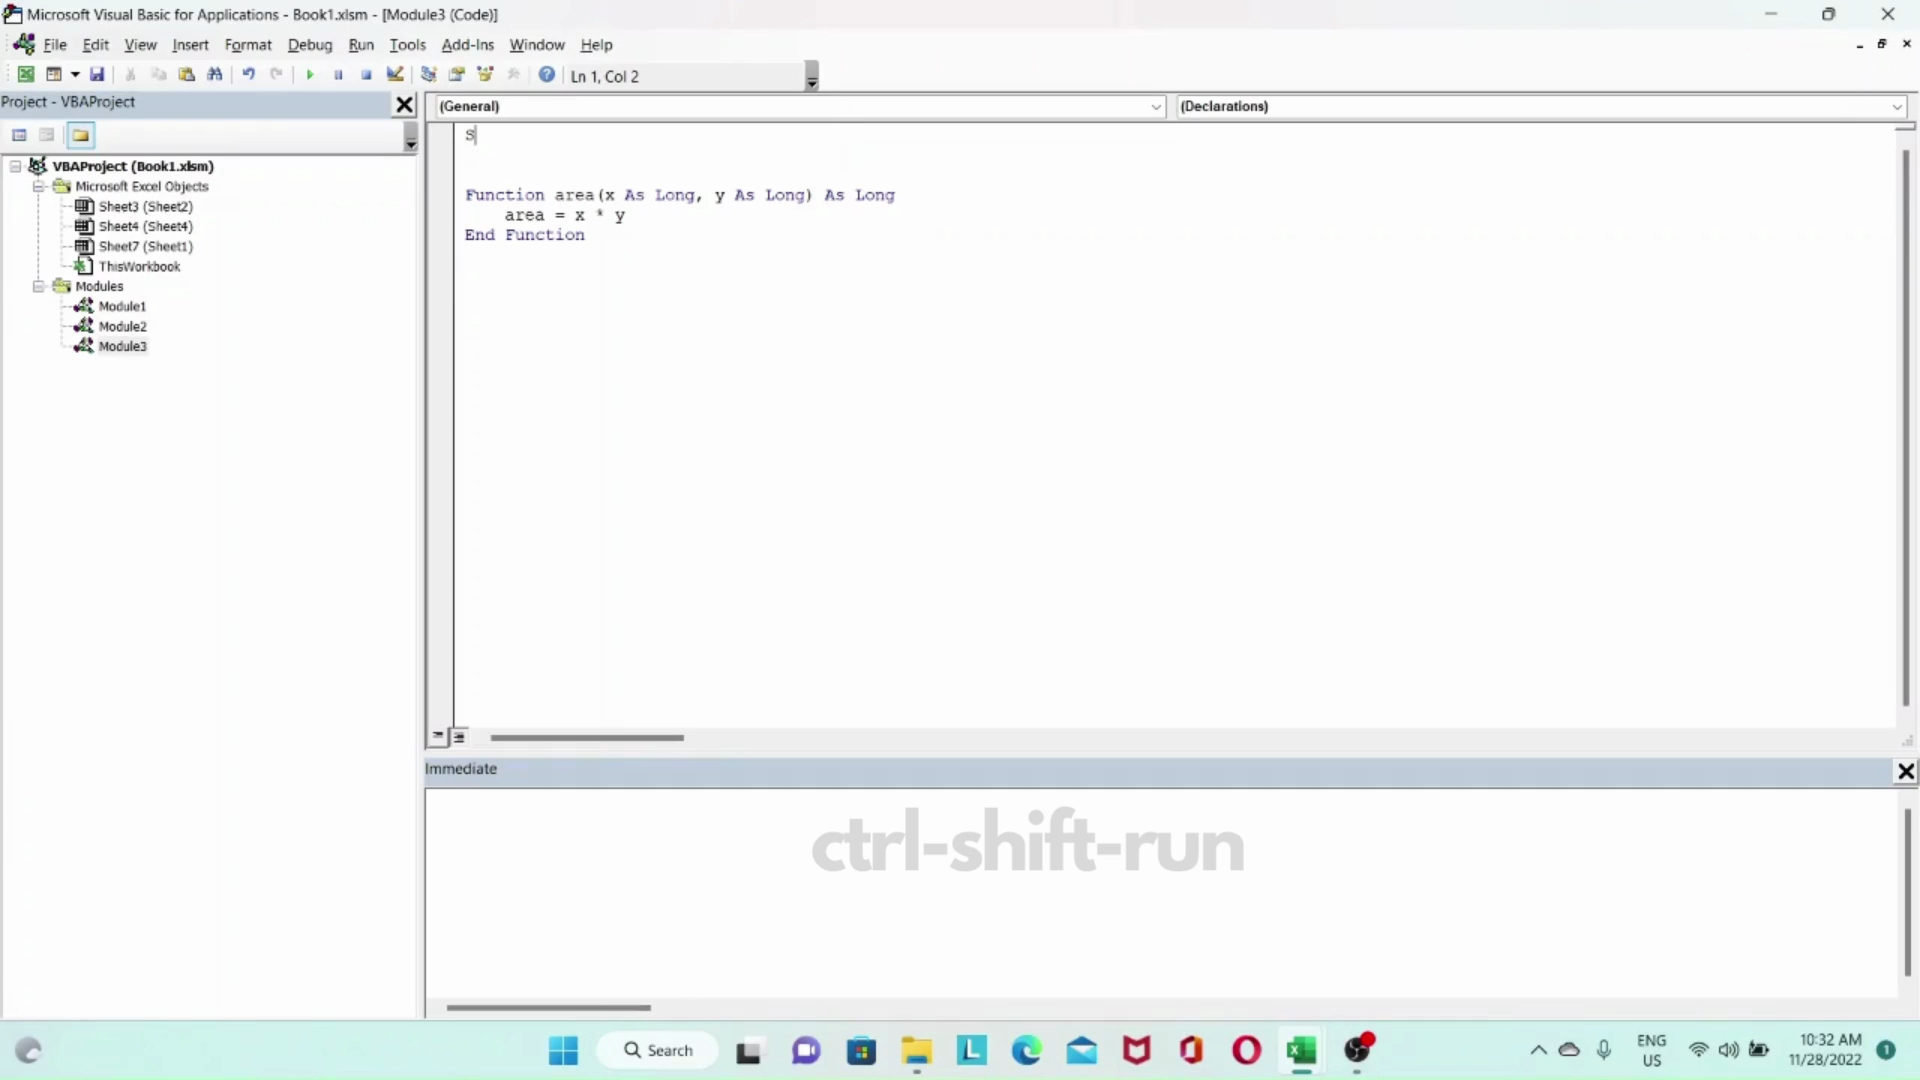 Microsoft Visual Basic for Applications - Book1.xlsm - [Module3 (Code)]
File Edit View Insert Format Debug Run Tools Add-Ins Window Help
Ln 1, Col 2
Project - VBAProject
(General) (Declarations)
VBAProject (Book1.xlsm)
Microsoft Excel Objects
Sheet3 (Sheet2)
Sheet4 (Sheet4)
Sheet7 (Sheet1)
ThisWorkbook
Modules
Module1
Module2
Module3
S
Function area(x As Long, y As Long) As Long
area = x * y
End Function
Immediate
ctrl-shift-run
Search
L
ENG
US
10:32 AM
11/28/2022
1